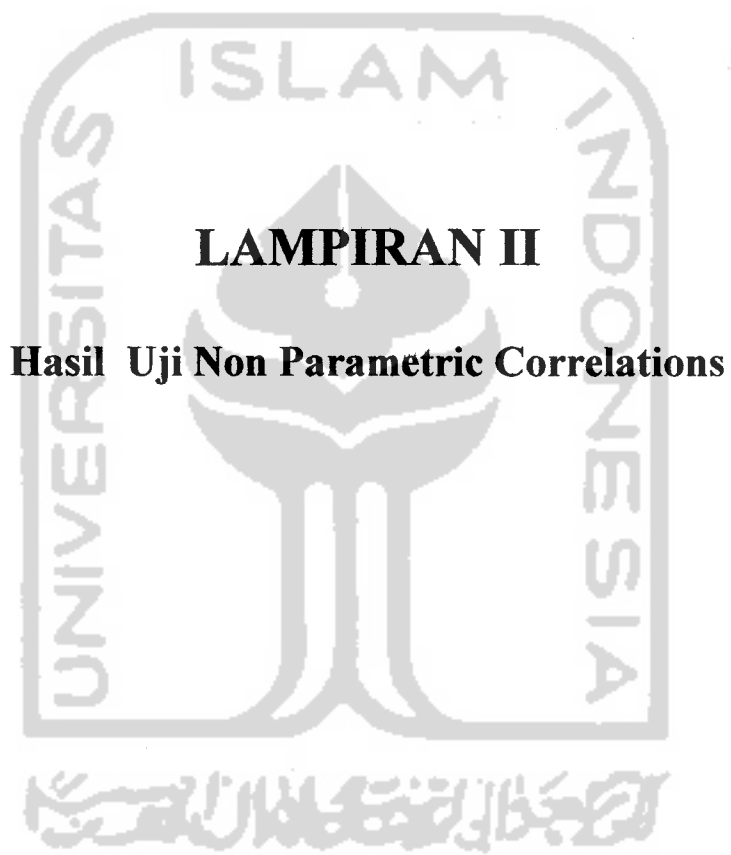 LAMPIRAN II
Hasil Uji Non Parametric Correlations
UNIVERSITAS
ISLAM
INDONESIA